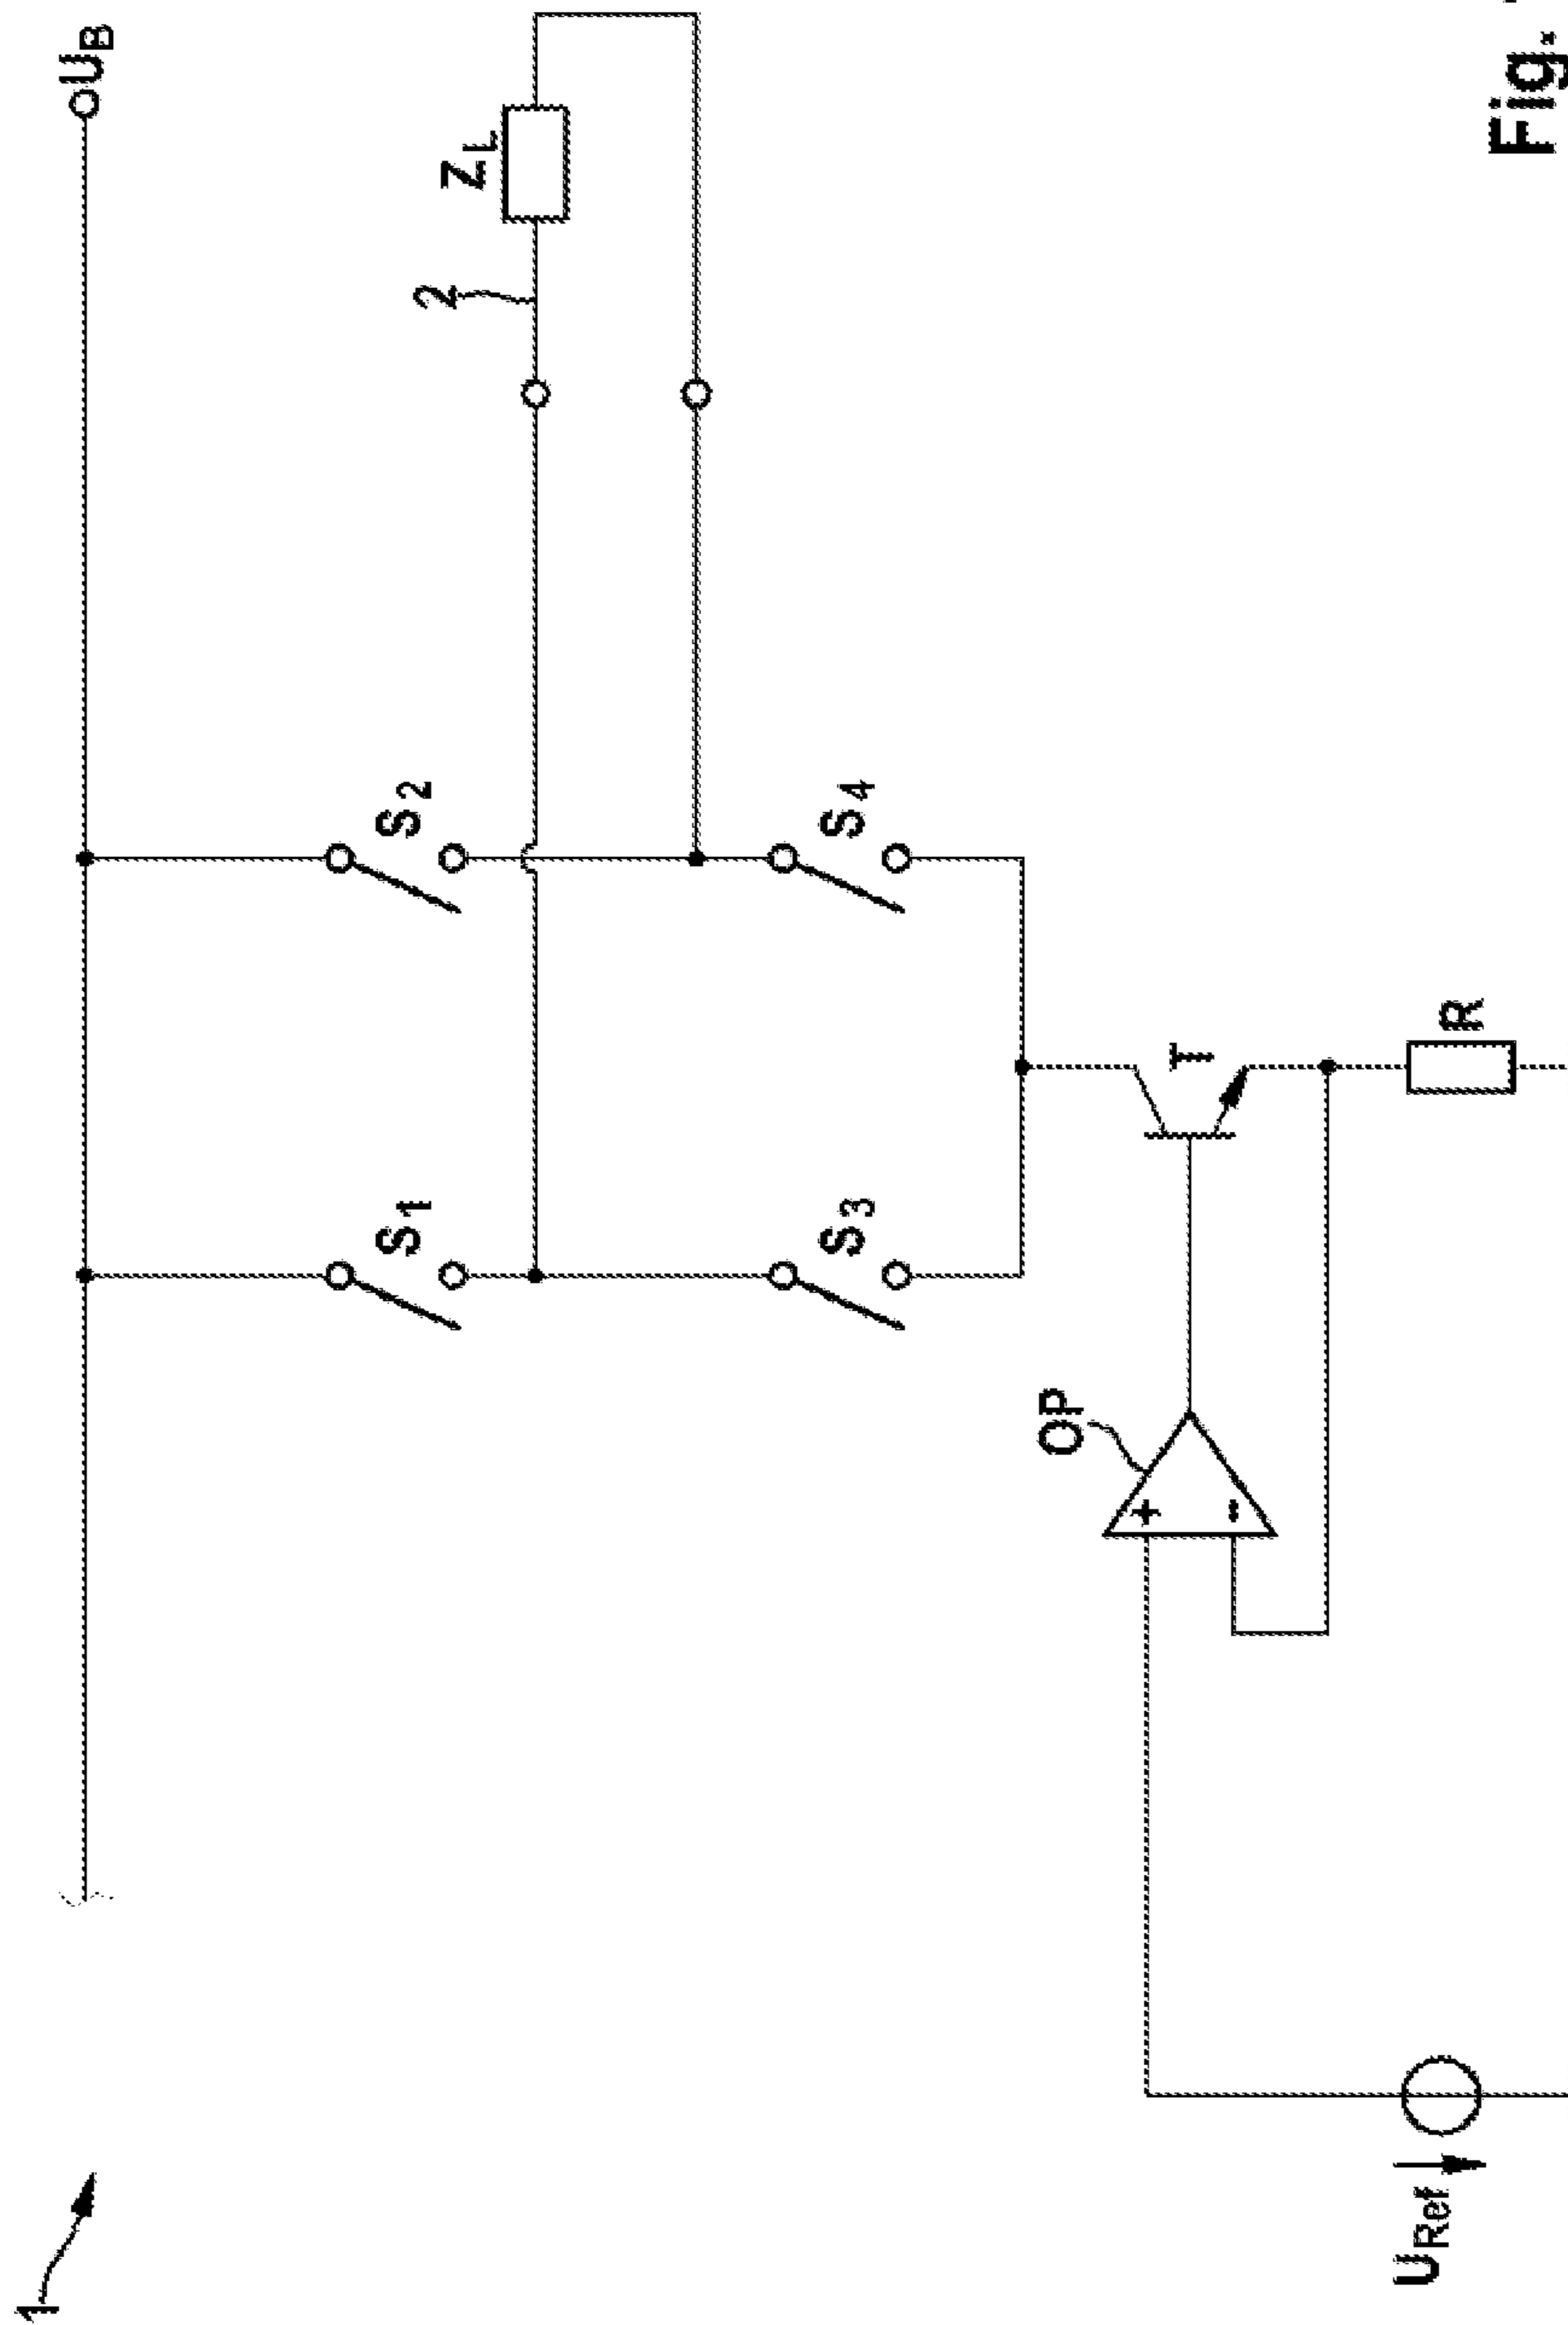 1
U_B
S_1
S_2
Z_L
2
S_3
S_4
OP
T
U_Ref
R
+
-
Fig.